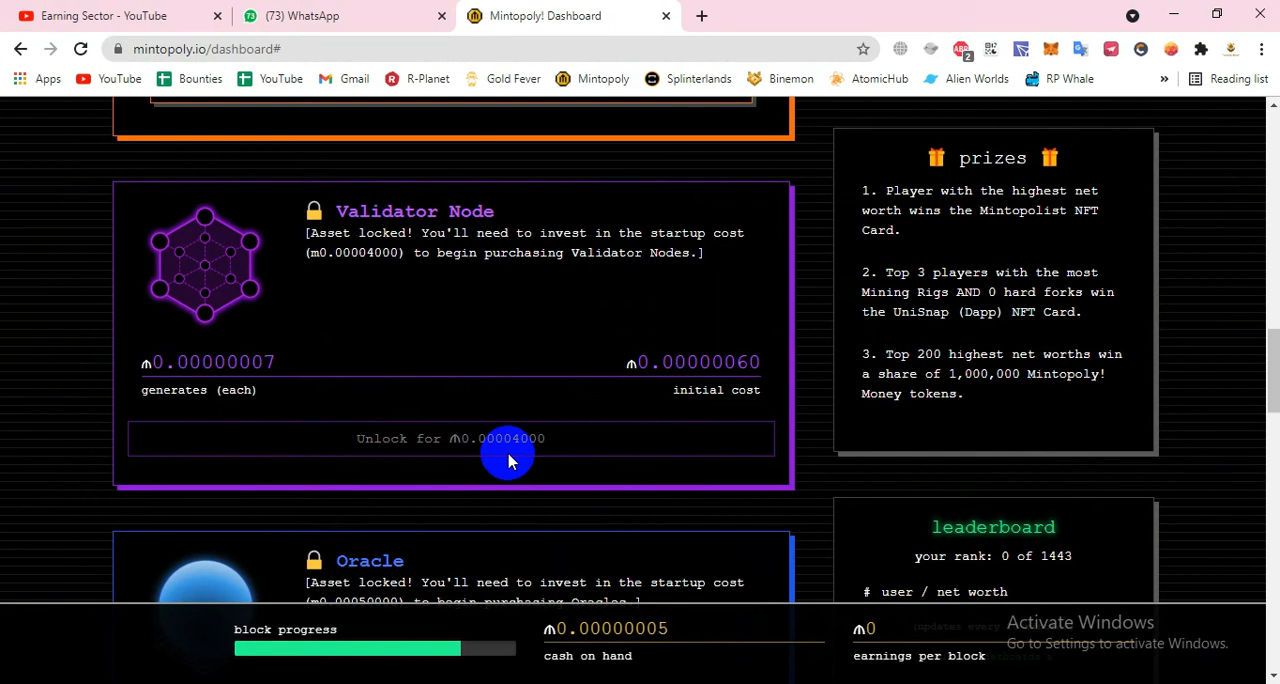 Earning Sector - YouTube
(73) WhatsApp
Mintopoly! Dashboard
mintopoly.io/dashboard#
Apps YouTube Bounties YouTube Gmail R-Planet Gold Fever Mintopoly Splinterlands Binemon AtomicHub Alien Worlds RP Whale » Reading list
Validator Node
[Asset locked! You'll need to invest in the startup cost
(m0.00004000) to begin purchasing Validator Nodes.]
₼0.00000007
generates (each)
₼0.00000060
initial cost
Unlock for ₼0.00004000
Oracle
[Asset locked! You'll need to invest in the startup cost
(m0.00050000) to begin purchasing Oracles.]
prizes
1. Player with the highest net
worth wins the Mintopolist NFT
Card.
2. Top 3 players with the most
Mining Rigs AND 0 hard forks win
the UniSnap (Dapp) NFT Card.
3. Top 200 highest net worths win
a share of 1,000,000 Mintopoly!
Money tokens.
leaderboard
your rank: 0 of 1443
# user / net worth
block progress
₼0.00000005
cash on hand
₼0
earnings per block
Activate Windows
Go to Settings to activate Windows.